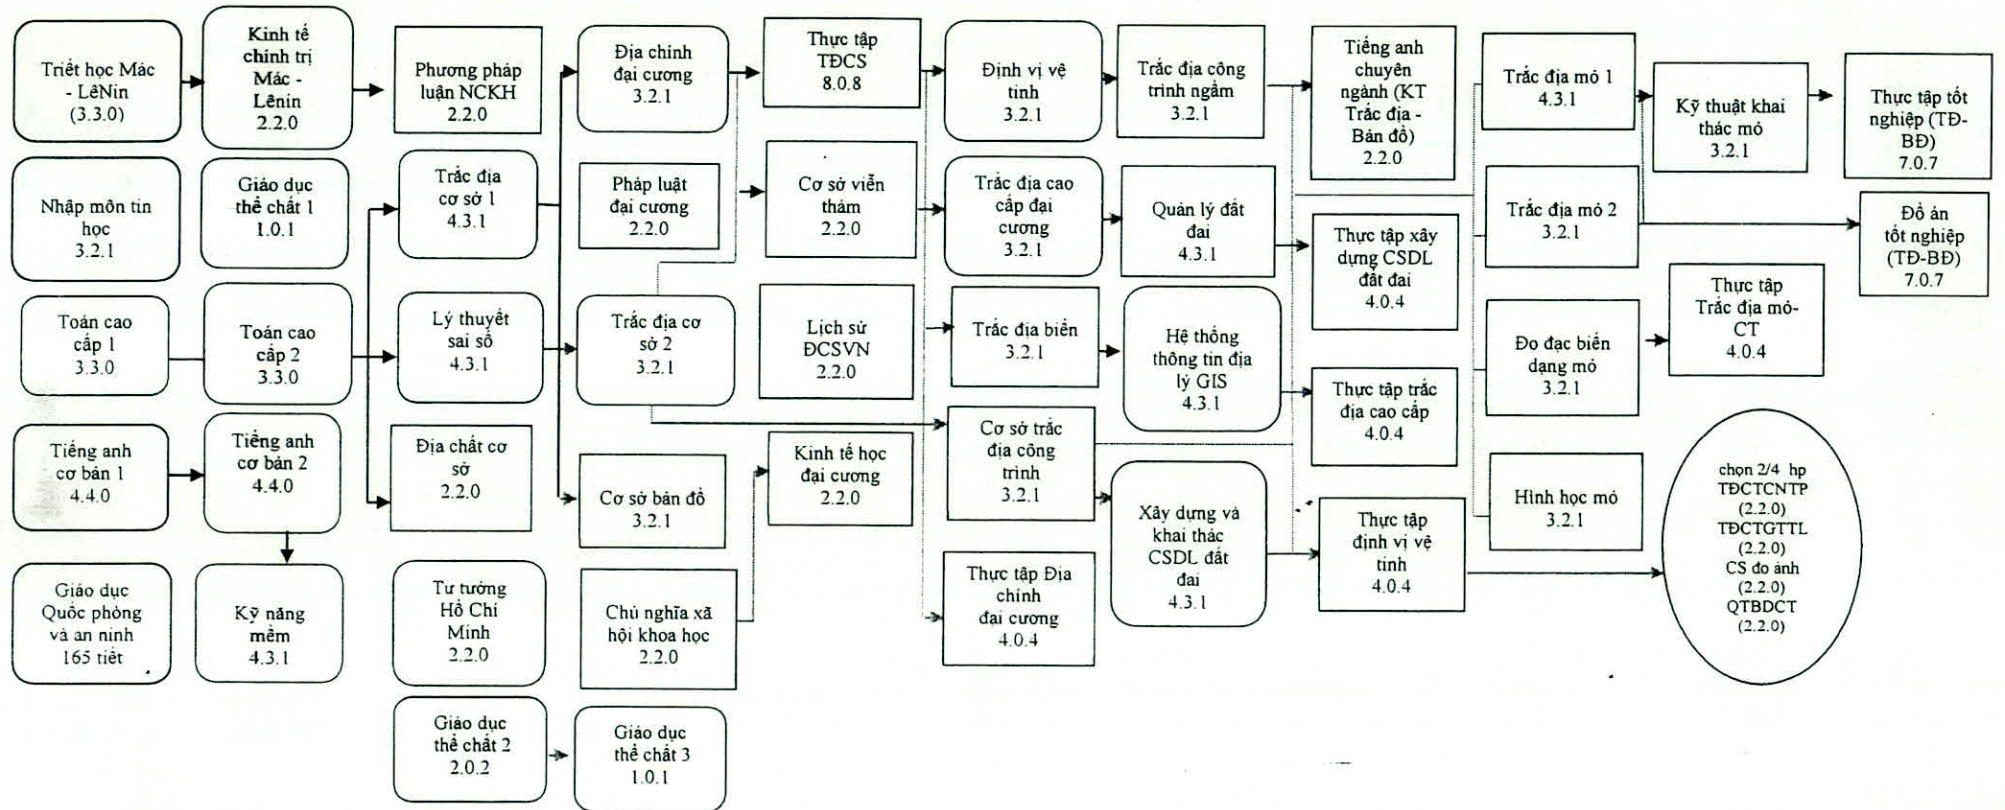 Triết học Mác
- LêNin
(3.3.0)
Nhập môn tin
học
3.2.1
Toán cao
cấp 1
3.3.0
Tiếng anh
cơ bản 1
4.4.0
Giáo dục
Quốc phòng
và an ninh
165 tiết
Kinh tế
chính trị
Mác -
Lênin
2.2.0
Giáo dục
thể chất 1
1.0.1
Toán cao
cấp 2
3.3.0
Tiếng anh
cơ bản 2
4.4.0
Kỹ năng
mềm
4.3.1
Phương pháp
luận NCKH
2.2.0
Trắc địa
cơ sở 1
4.3.1
Lý thuyết
sai số
4.3.1
Địa chất cơ
sở
2.2.0
Tư tưởng
Hồ Chí
Minh
2.2.0
Giáo dục
thể chất 2
2.0.2
Địa chính
đại cương
3.2.1
Pháp luật
đại cương
2.2.0
Trắc địa cơ
sở 2
3.2.1
Cơ sở bản đồ
3.2.1
Chủ nghĩa xã
hội khoa học
2.2.0
Giáo dục
thể chất 3
1.0.1
Thực tập
TĐCS
8.0.8
Cơ sở viễn
thám
2.2.0
Lịch sử
ĐCSVN
2.2.0
Kinh tế học
đại cương
2.2.0
Định vị vệ
tinh
3.2.1
Trắc địa cao
cấp đại
cương
3.2.1
Trắc địa biển
3.2.1
Cơ sở trắc
địa công
trình
3.2.1
Thực tập Địa
chính
đại cương
4.0.4
Trắc địa công
trình ngầm
3.2.1
Quản lý đất
đai
4.3.1
Hệ thống
thông tin địa
lý GIS
4.3.1
Xây dựng và
khai thác
CSDL đất
đai
4.3.1
Tiếng anh
chuyên
ngành (KT
Trắc địa -
Bản đồ)
2.2.0
Thực tập xây
dựng CSDL
đất đai
4.0.4
Thực tập trắc
địa cao cấp
4.0.4
Thực tập
định vị vệ
tinh
4.0.4
Trắc địa mỏ 1
4.3.1
Trắc địa mỏ 2
3.2.1
Đo đạc biến
dạng mỏ
3.2.1
Hình học mỏ
3.2.1
Kỹ thuật khai
thác mỏ
3.2.1
Thực tập
Trắc địa mỏ-
CT
4.0.4
chọn 2/4 hp
TĐCTCNTP
(2.2.0)
TĐCTGTTL
(2.2.0)
CS đo ảnh
(2.2.0)
QTBDCT
(2.2.0)
Thực tập tốt
nghiệp (TĐ-
BĐ)
7.0.7
Đồ án
tốt nghiệp
(TĐ-BĐ)
7.0.7